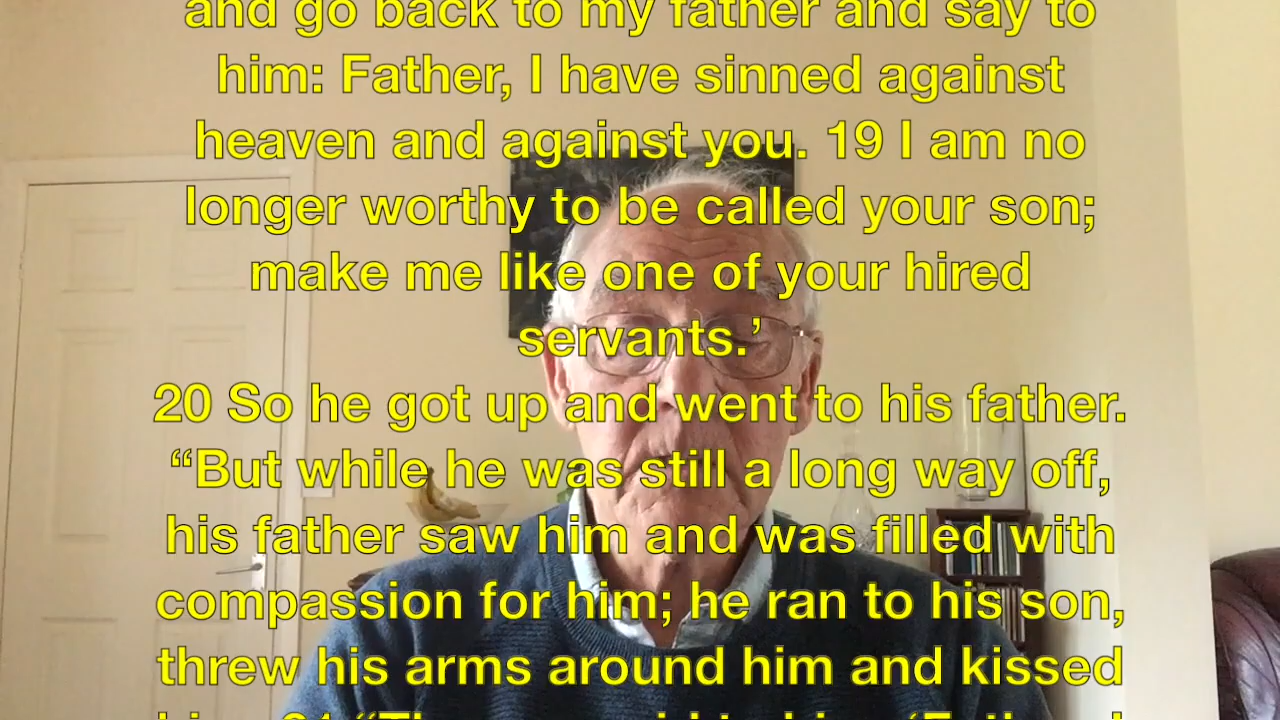 and go back to my father and say to
him: Father, I have sinned against
heaven and against you. 19 I am no
longer worthy to be called your son;
make me like one of your hired
servants.’
20 So he got up and went to his father.
“But while he was still a long way off,
his father saw him and was filled with
compassion for him; he ran to his son,
threw his arms around him and kissed